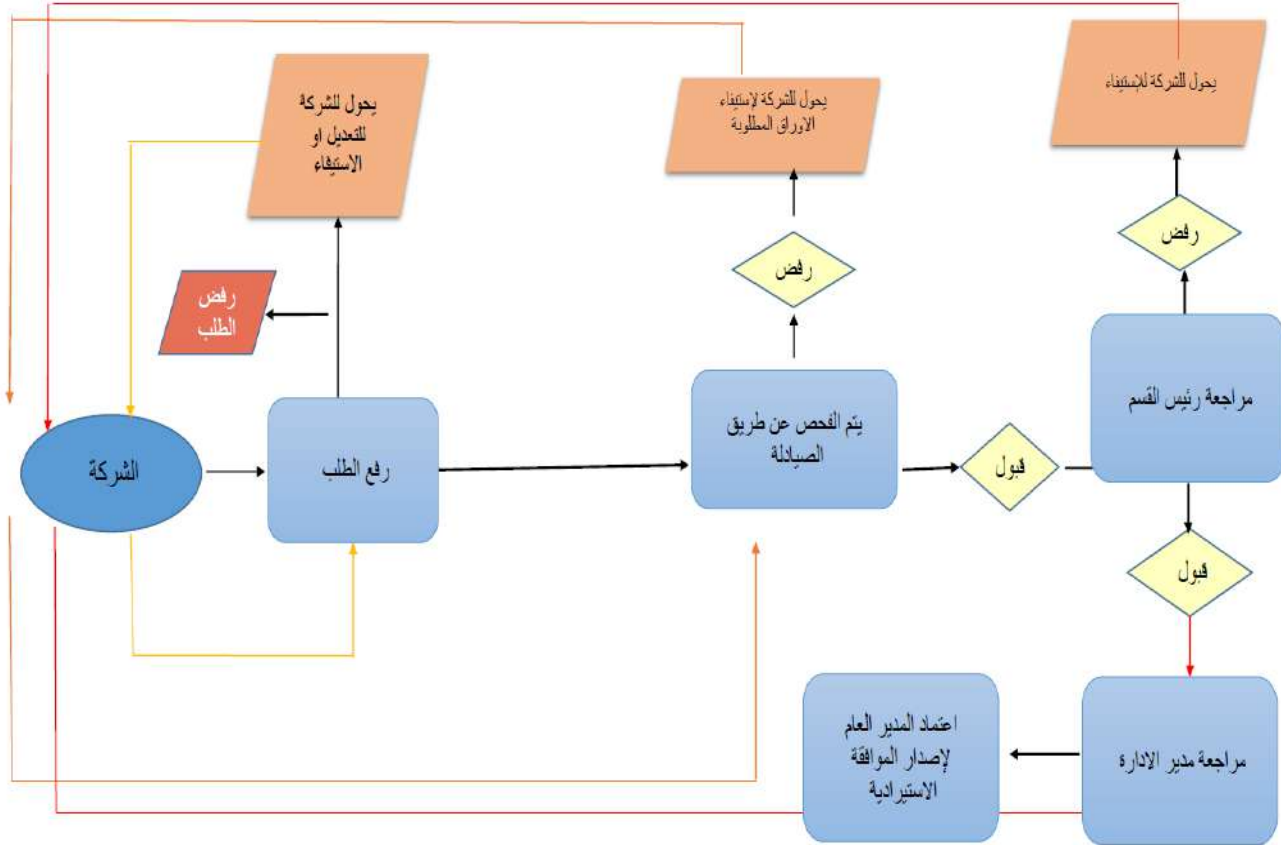 يحول للشركة
للتعديل او
الاستيفاء
يحول للشركة لإستيفاء
الاوراق المطلوبة
يحول للشركة للإستيفاء
رفض
الطلب
رفض
رفض
الشركة
رفع الطلب
يتم الفحص عن طريق
الصيادلة
قبول
مراجعة رئيس القسم
قبول
مراجعة مدير الادارة
اعتماد المدير العام
لإصدار الموافقة
الاستيرادية